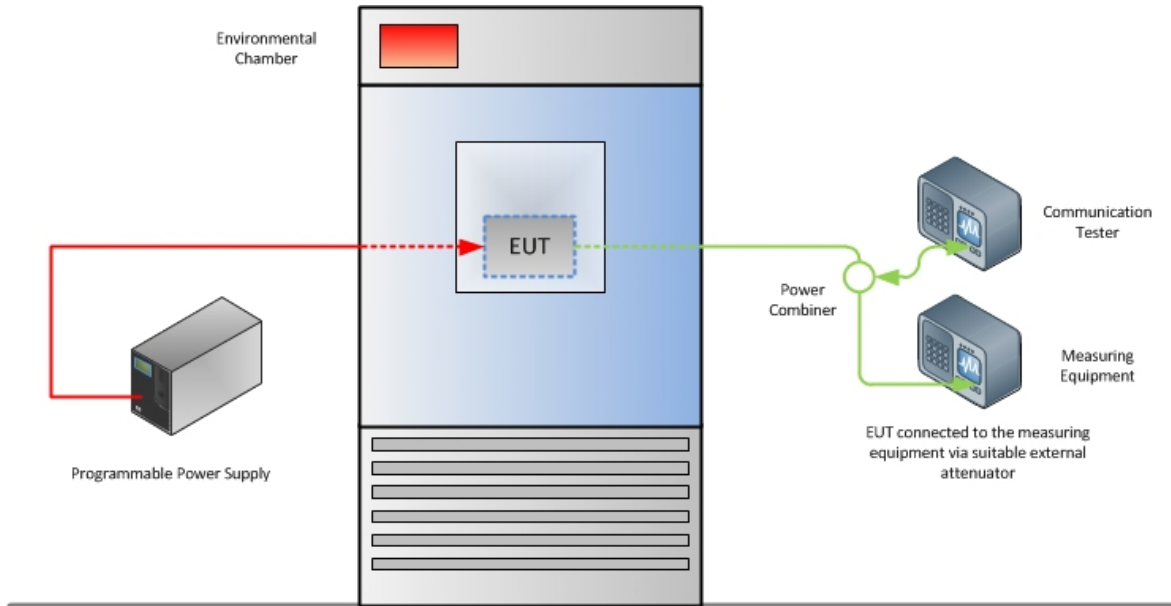 Environmental
Chamber
EUT
Communication
Tester
Power
Combiner
Measuring
Equipment
EUT connected to the measuring
equipment via suitable external
attenuator
Programmable Power Supply